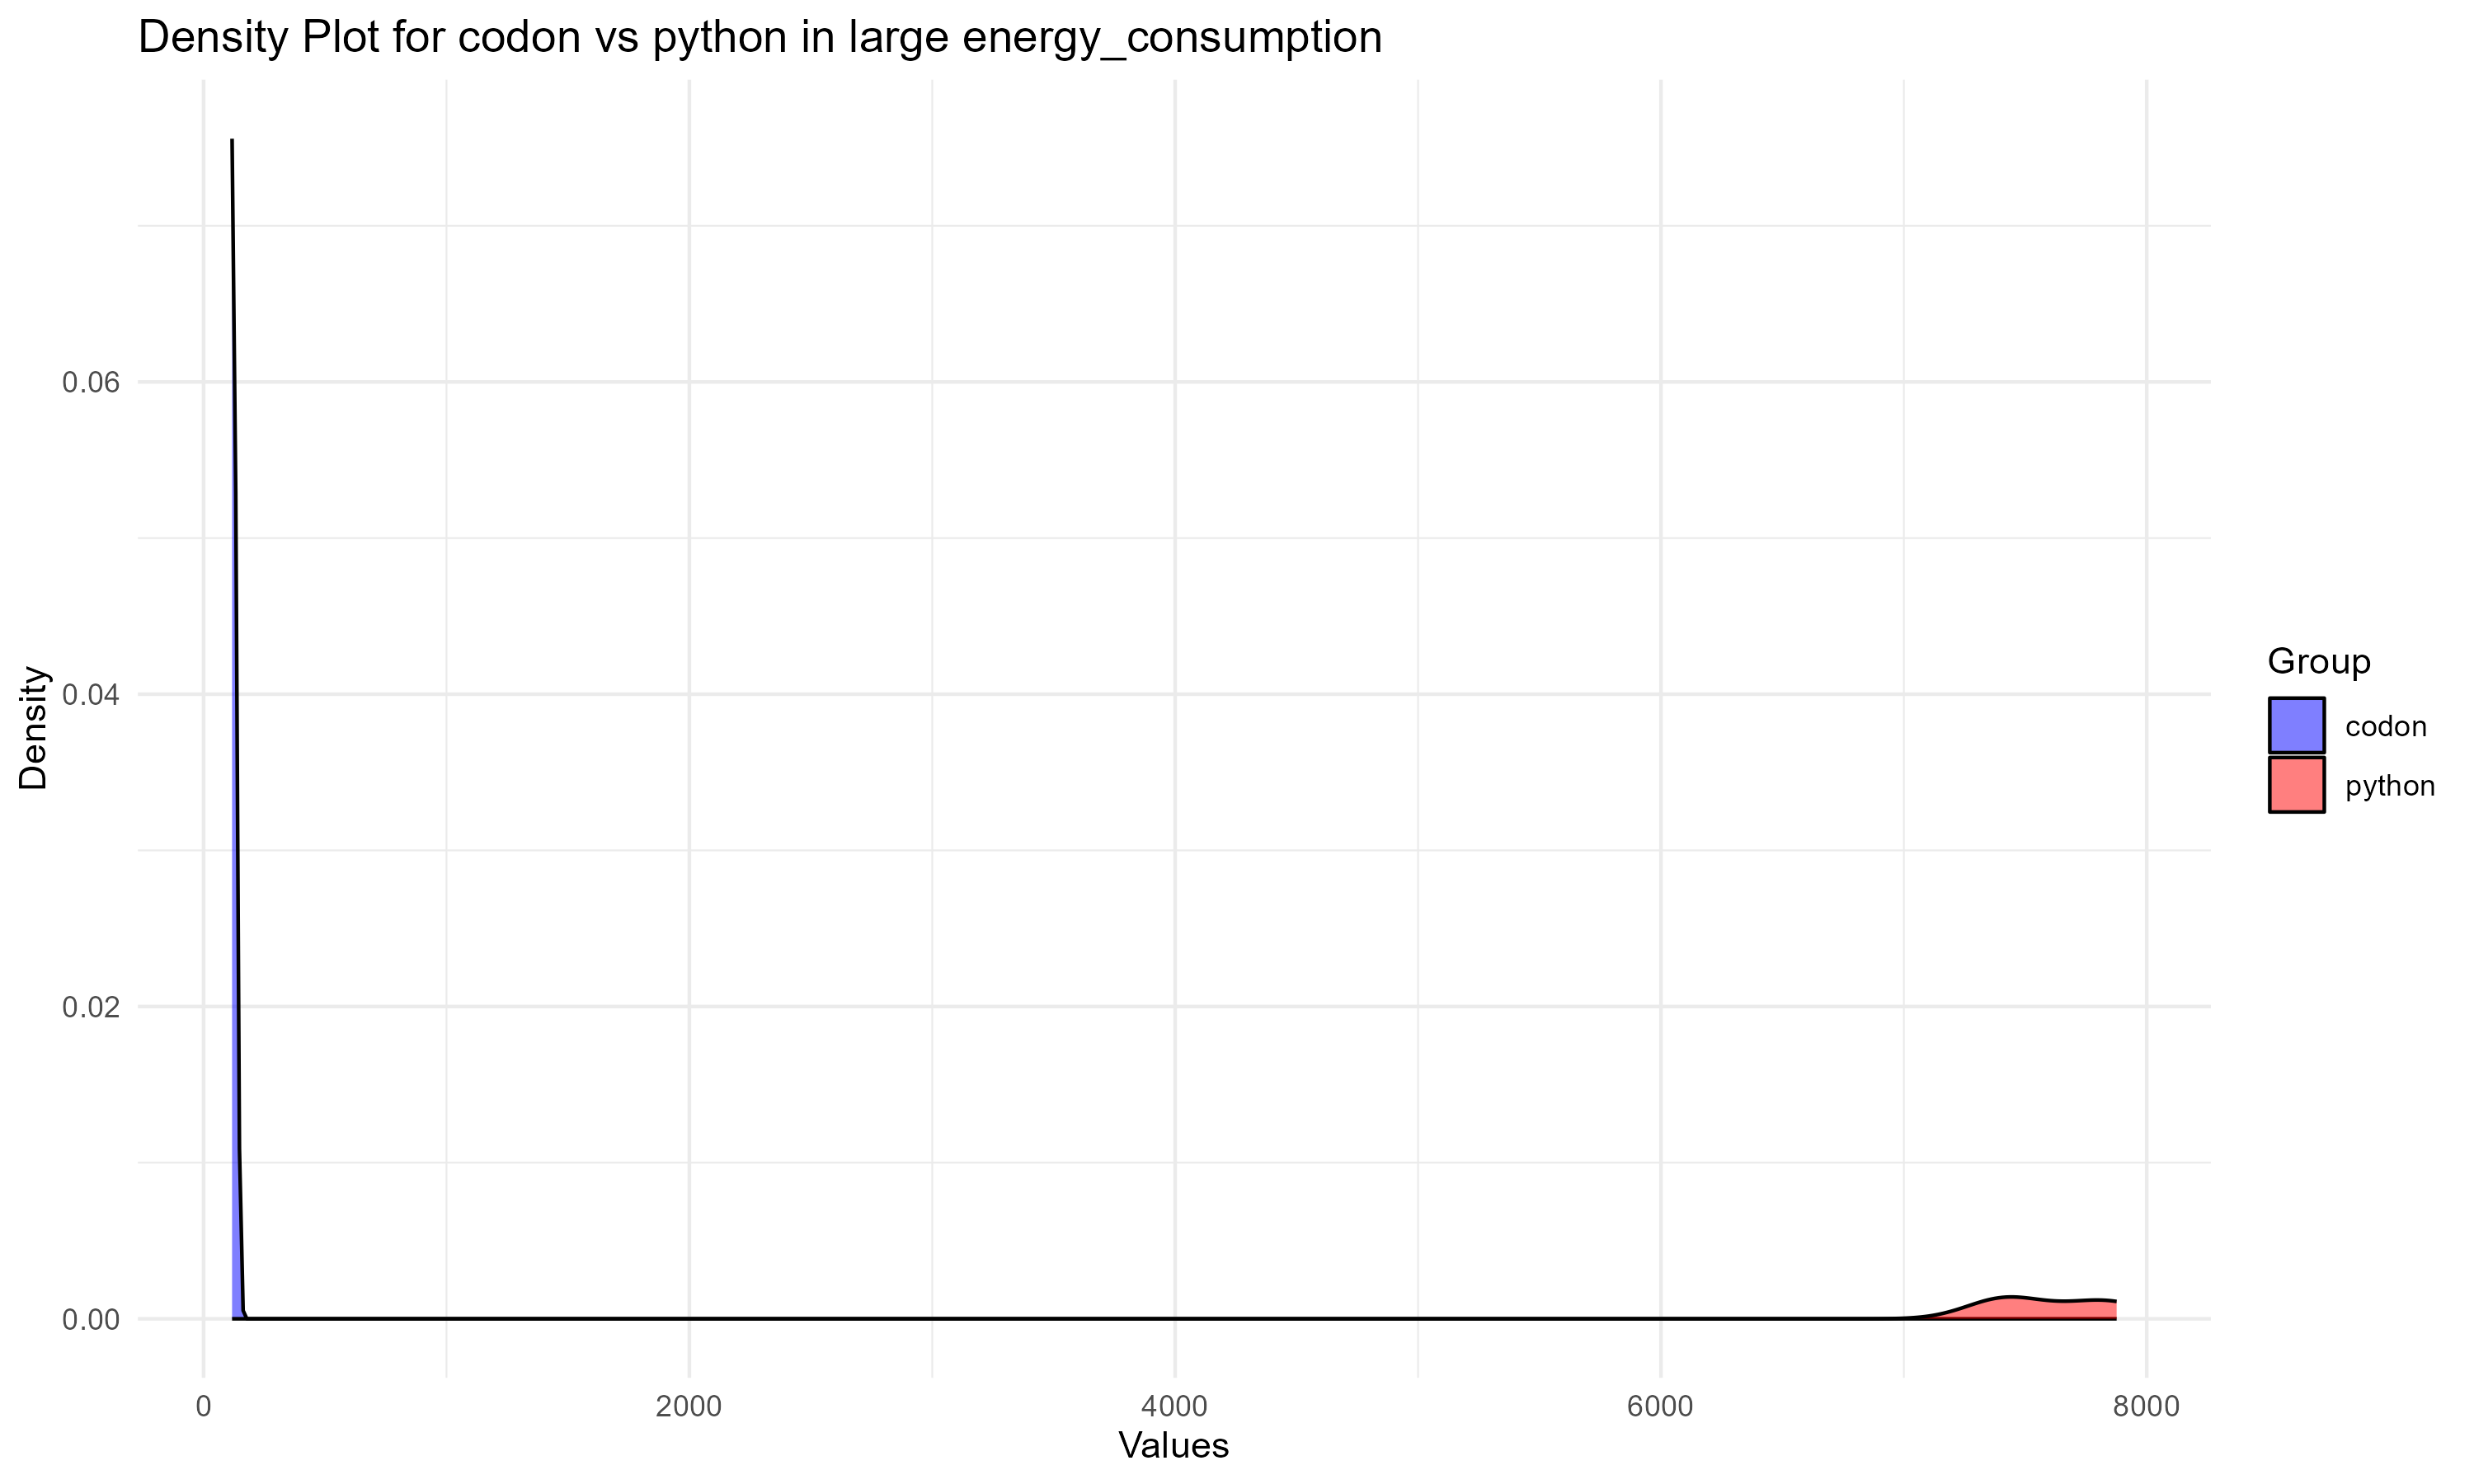 Density Plot for codon vs python in large energy_consumption
0.06
0.04
0.02
0.00
Density
0
2000
4000
6000
8000
Values
Group
codon
python